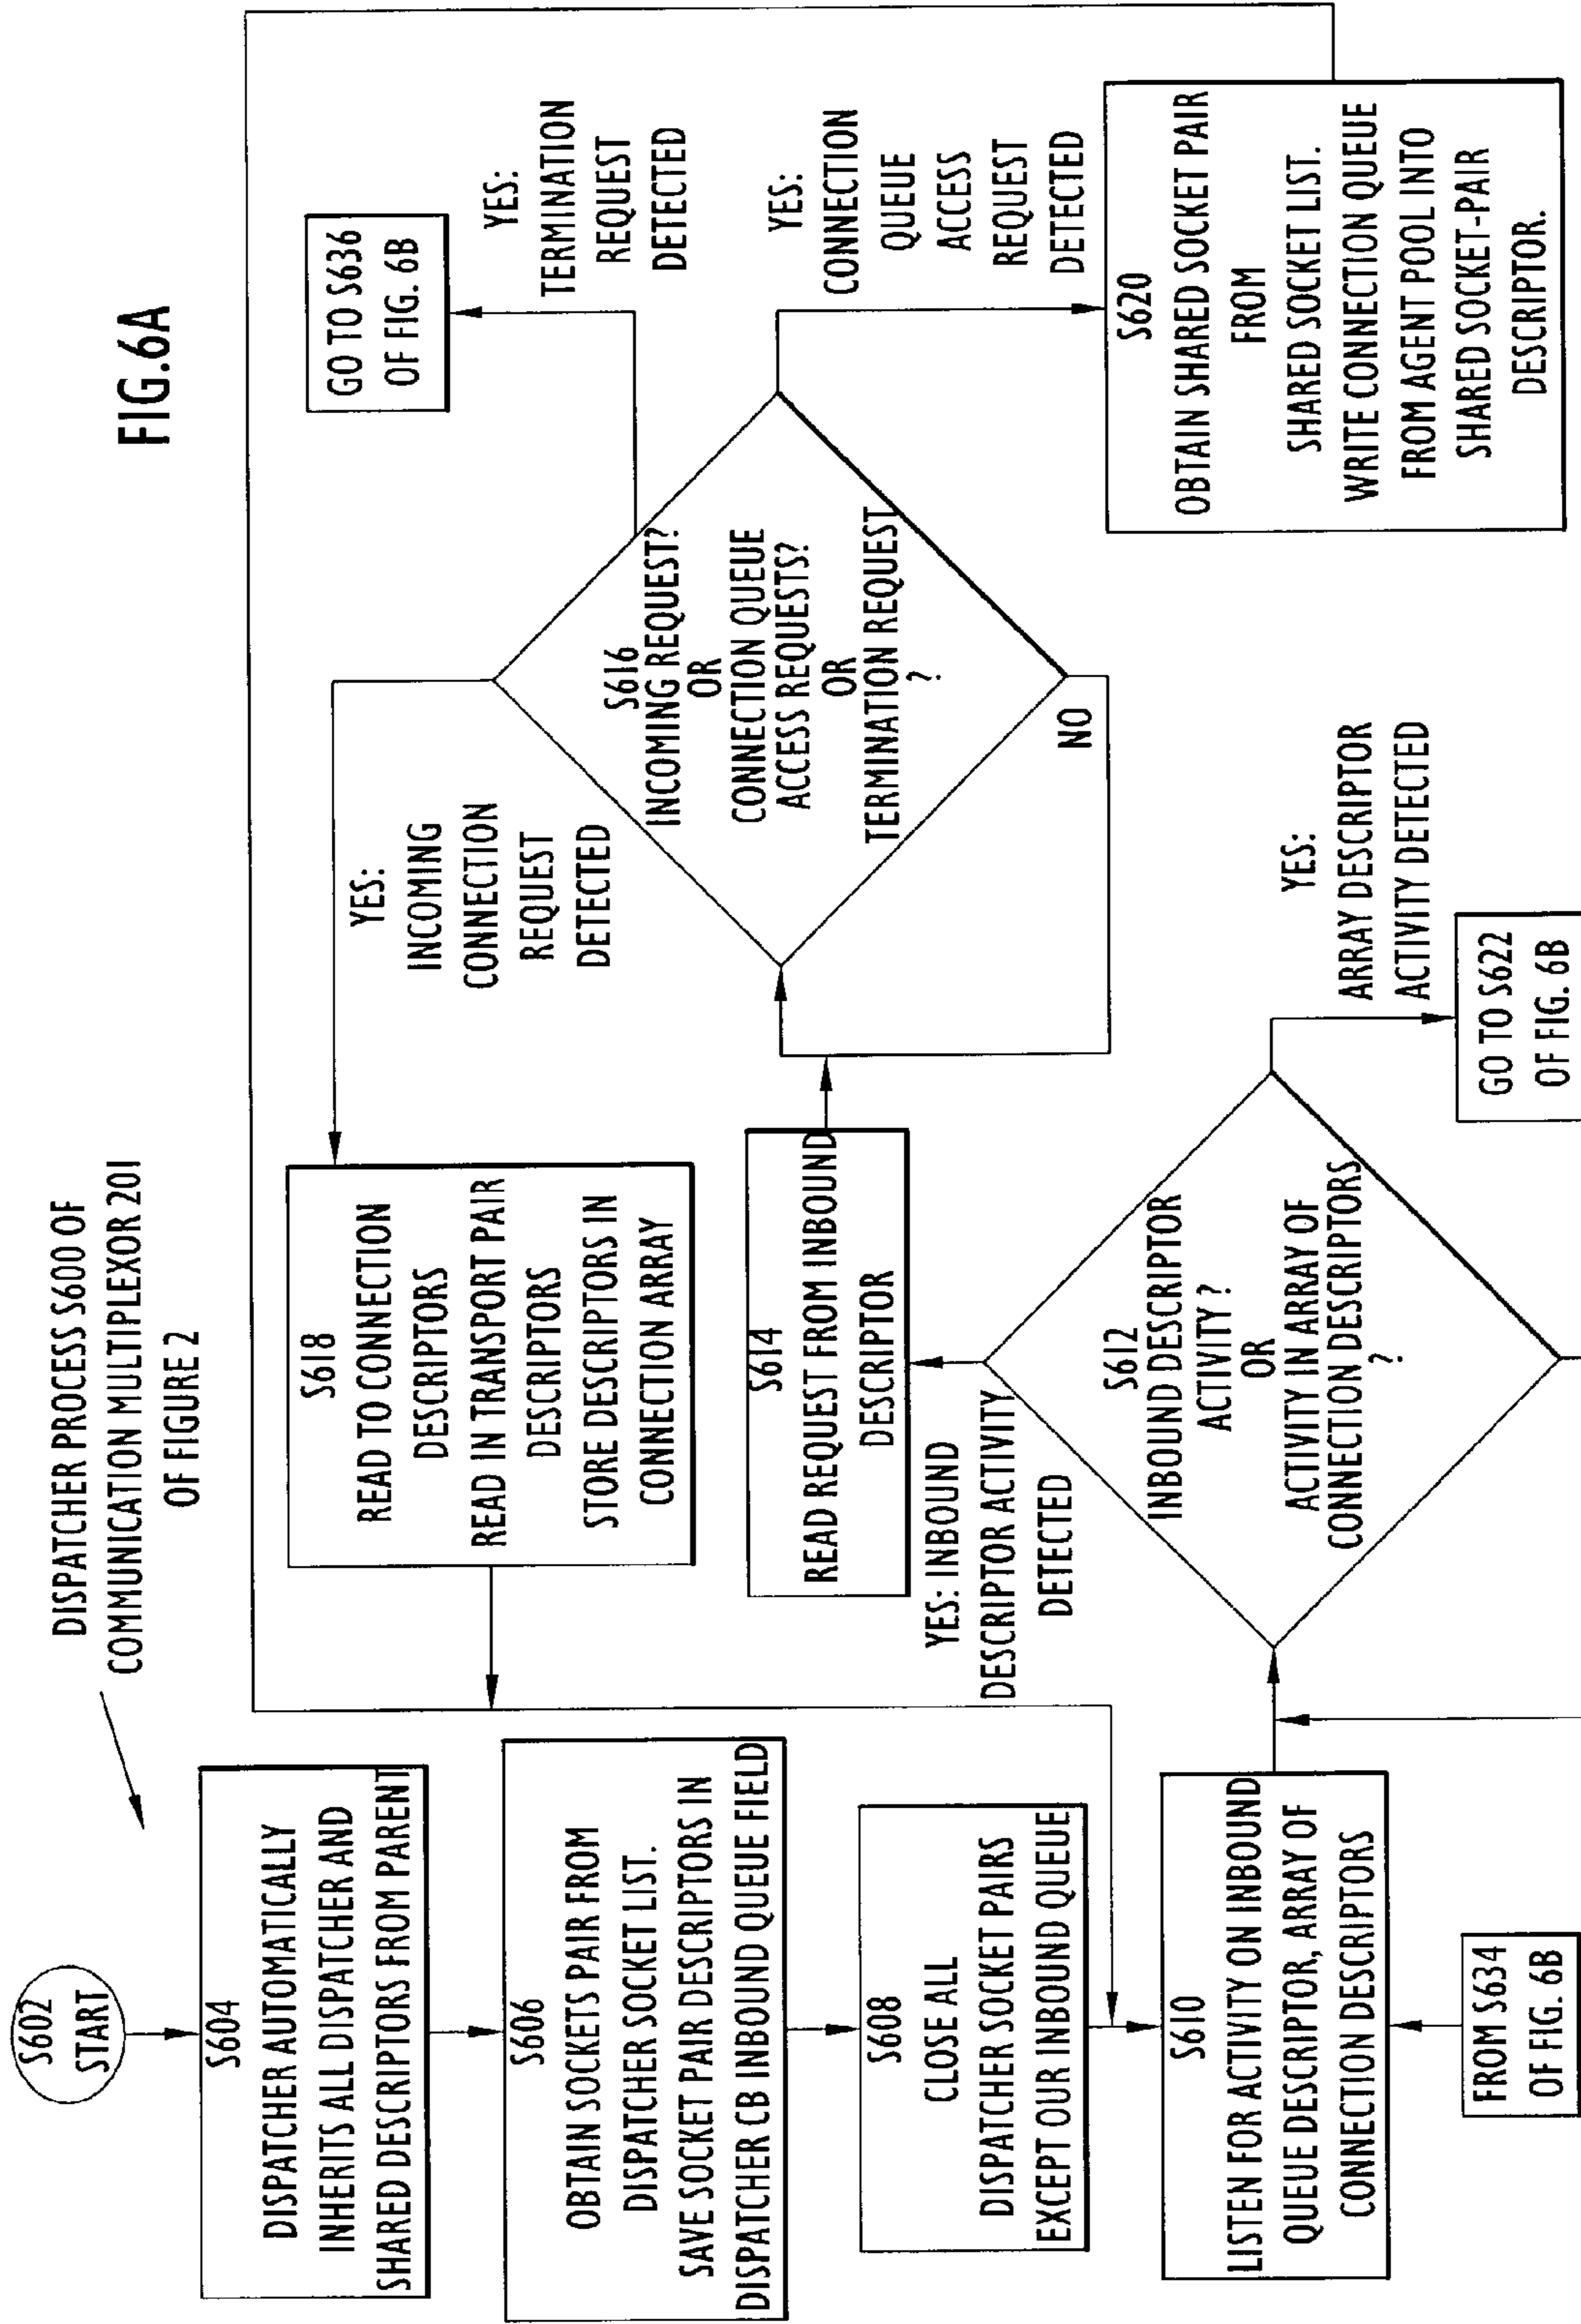 FIG.6A
DISPATCHER PROCESS S600 OF
COMMUNICATION MULTIPLEXOR 201
OF FIGURE 2
S602
START
S604
DISPATCHER AUTOMATICALLY
INHERITS ALL DISPATCHER AND
SHARED DESCRIPTORS FROM PARENT
S606
OBTAIN SOCKETS PAIR FROM
DISPATCHER SOCKET LIST.
SAVE SOCKET PAIR DESCRIPTORS IN
DISPATCHER CB INBOUND QUEUE FIELD
S608
CLOSE ALL
DISPATCHER SOCKET PAIRS
EXCEPT OUR INBOUND QUEUE
S610
LISTEN FOR ACTIVITY ON INBOUND
QUEUE DESCRIPTOR, ARRAY OF
CONNECTION DESCRIPTORS
FROM S634
OF FIG. 6B
S612
INBOUND DESCRIPTOR
ACTIVITY?
OR
ACTIVITY IN ARRAY OF
CONNECTION DESCRIPTORS
?
YES: INBOUND
DESCRIPTOR ACTIVITY
DETECTED
YES:
ARRAY DESCRIPTOR
ACTIVITY DETECTED
GO TO S622
OF FIG. 6B
S614
READ REQUEST FROM INBOUND
DESCRIPTOR
S616
INCOMING REQUEST?
OR
CONNECTION QUEUE
ACCESS REQUESTS?
OR
TERMINATION REQUEST
?
NO
YES:
INCOMING
CONNECTION
REQUEST
DETECTED
S618
READ TO CONNECTION
DESCRIPTORS
READ IN TRANSPORT PAIR
DESCRIPTORS
STORE DESCRIPTORS IN
CONNECTION ARRAY
YES:
TERMINATION
REQUEST
DETECTED
GO TO S636
OF FIG. 6B
YES:
CONNECTION
QUEUE
ACCESS
REQUEST
DETECTED
S620
OBTAIN SHARED SOCKET PAIR
FROM
SHARED SOCKET LIST.
WRITE CONNECTION QUEUE
FROM AGENT POOL INTO
SHARED SOCKET-PAIR
DESCRIPTOR.